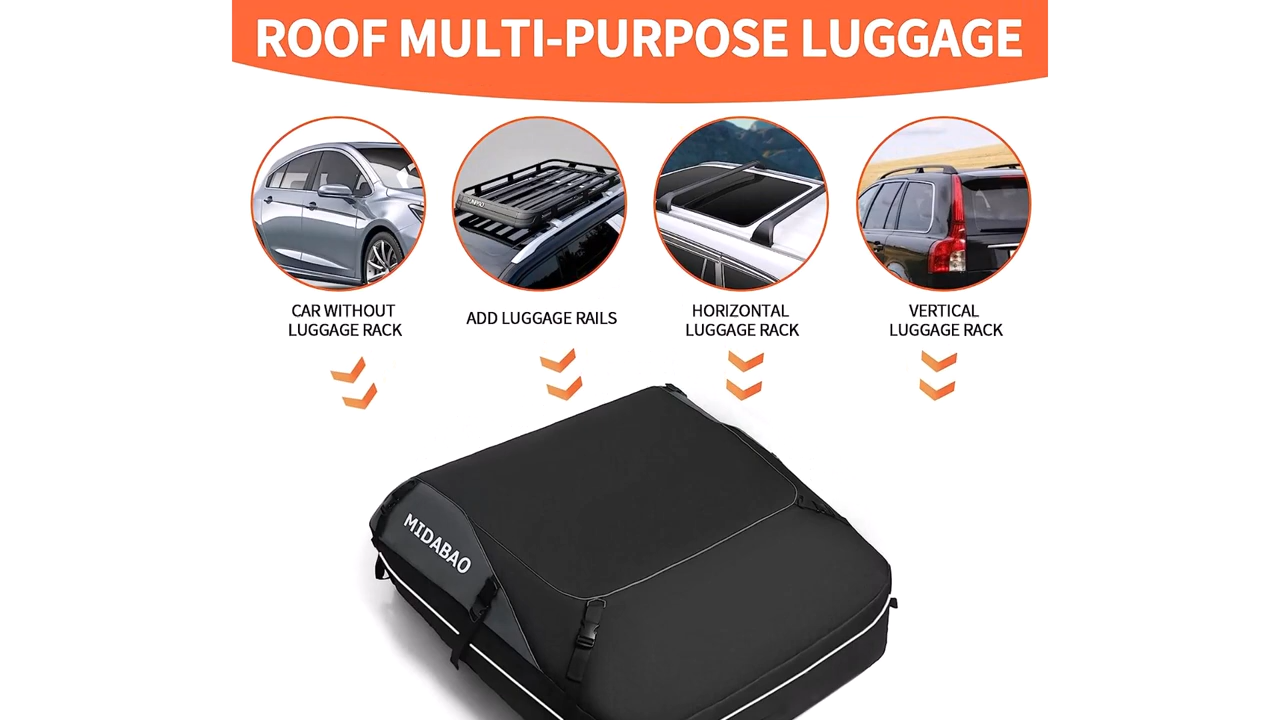 ROOF MULTI-PURPOSE LUGGAGE
CAR WITHOUT
LUGGAGE RACK
ADD LUGGAGE RAILS
HORIZONTAL
LUGGAGE RACK
VERTICAL
LUGGAGE RACK
MIDABAO